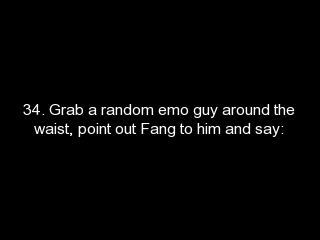 34. Grab a random emo guy around the
waist, point out Fang to him and say: